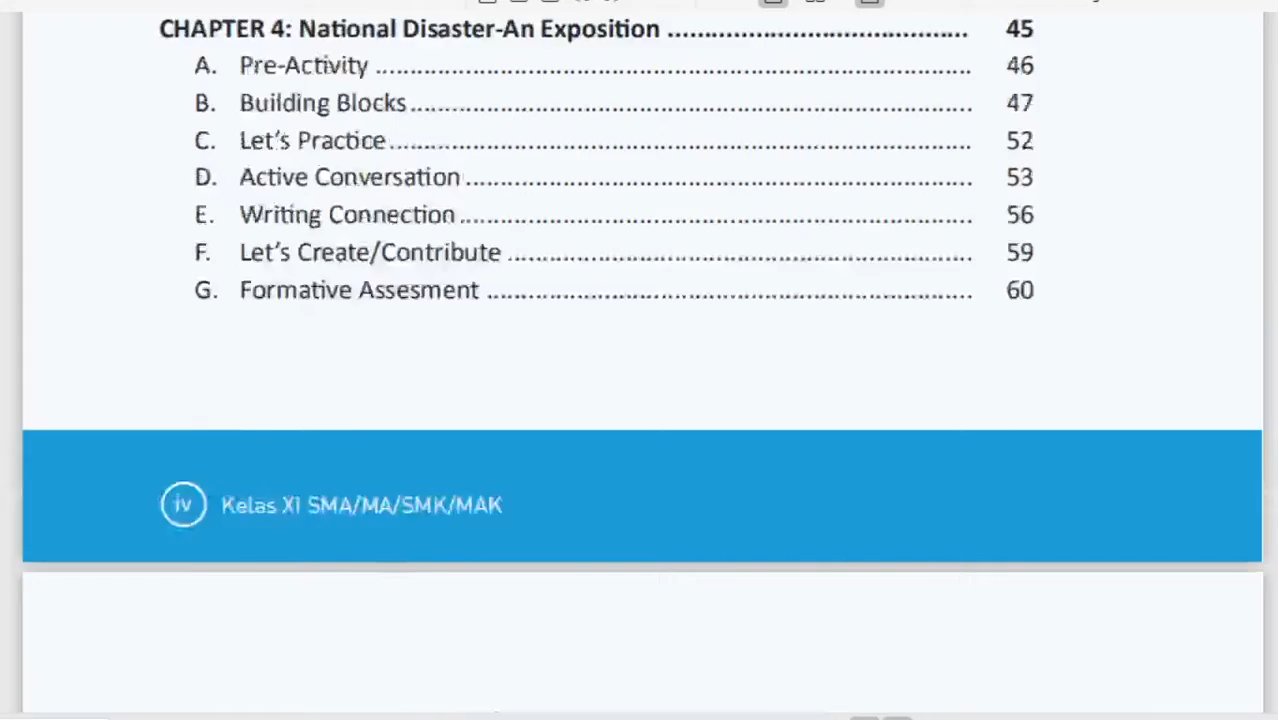 CHAPTER 4: National Disaster-An Exposition ........................................ 45
A. Pre-Activity ........................................................................................ 46
B. Building Blocks.................................................................................... 47
C. Let's Practice....................................................................................... 52
D. Active Conversation............................................................................ 53
E. Writing Connection............................................................................. 56
F. Let's Create/Contribute ...................................................................... 59
G. Formative Assesment ......................................................................... 60
iv Kelas XI SMA/MA/SMK/MAK